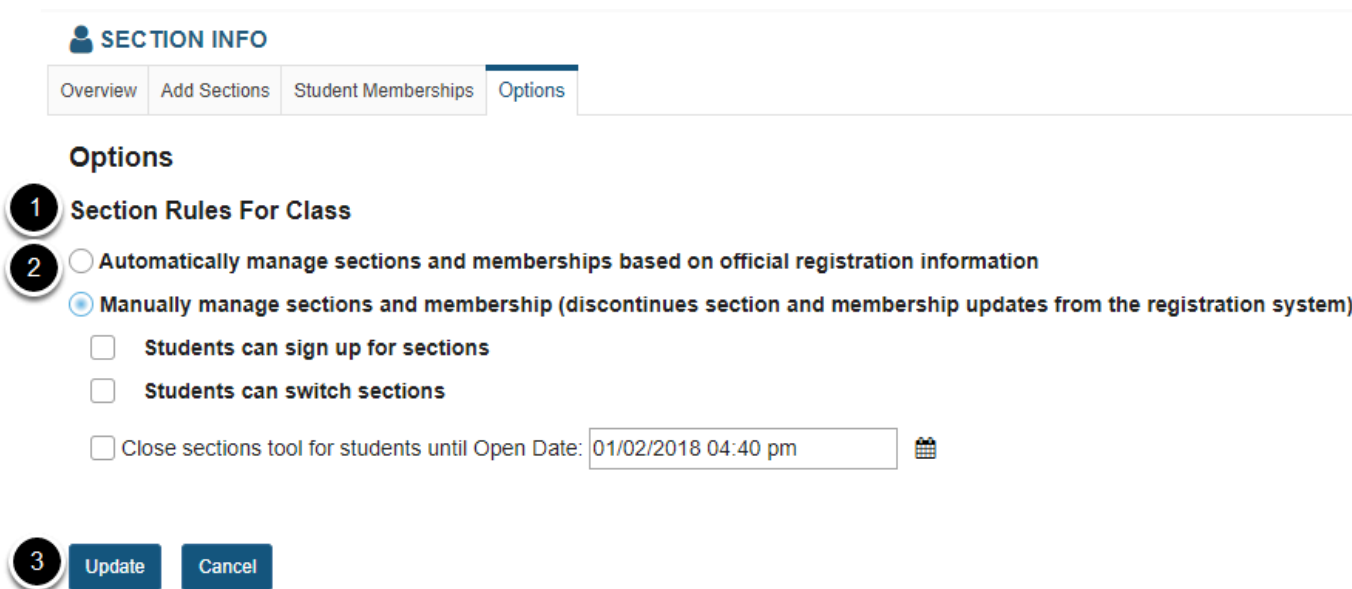 SECTION INFO
Overview Add Sections Student Memberships Options
Options
1 Section Rules For Class
2 Automatically manage sections and memberships based on official registration information
Manually manage sections and membership (discontinues section and membership updates from the registration system)
Students can sign up for sections
Students can switch sections
Close sections tool for students until Open Date: 01/02/2018 04:40 pm
3 Update Cancel